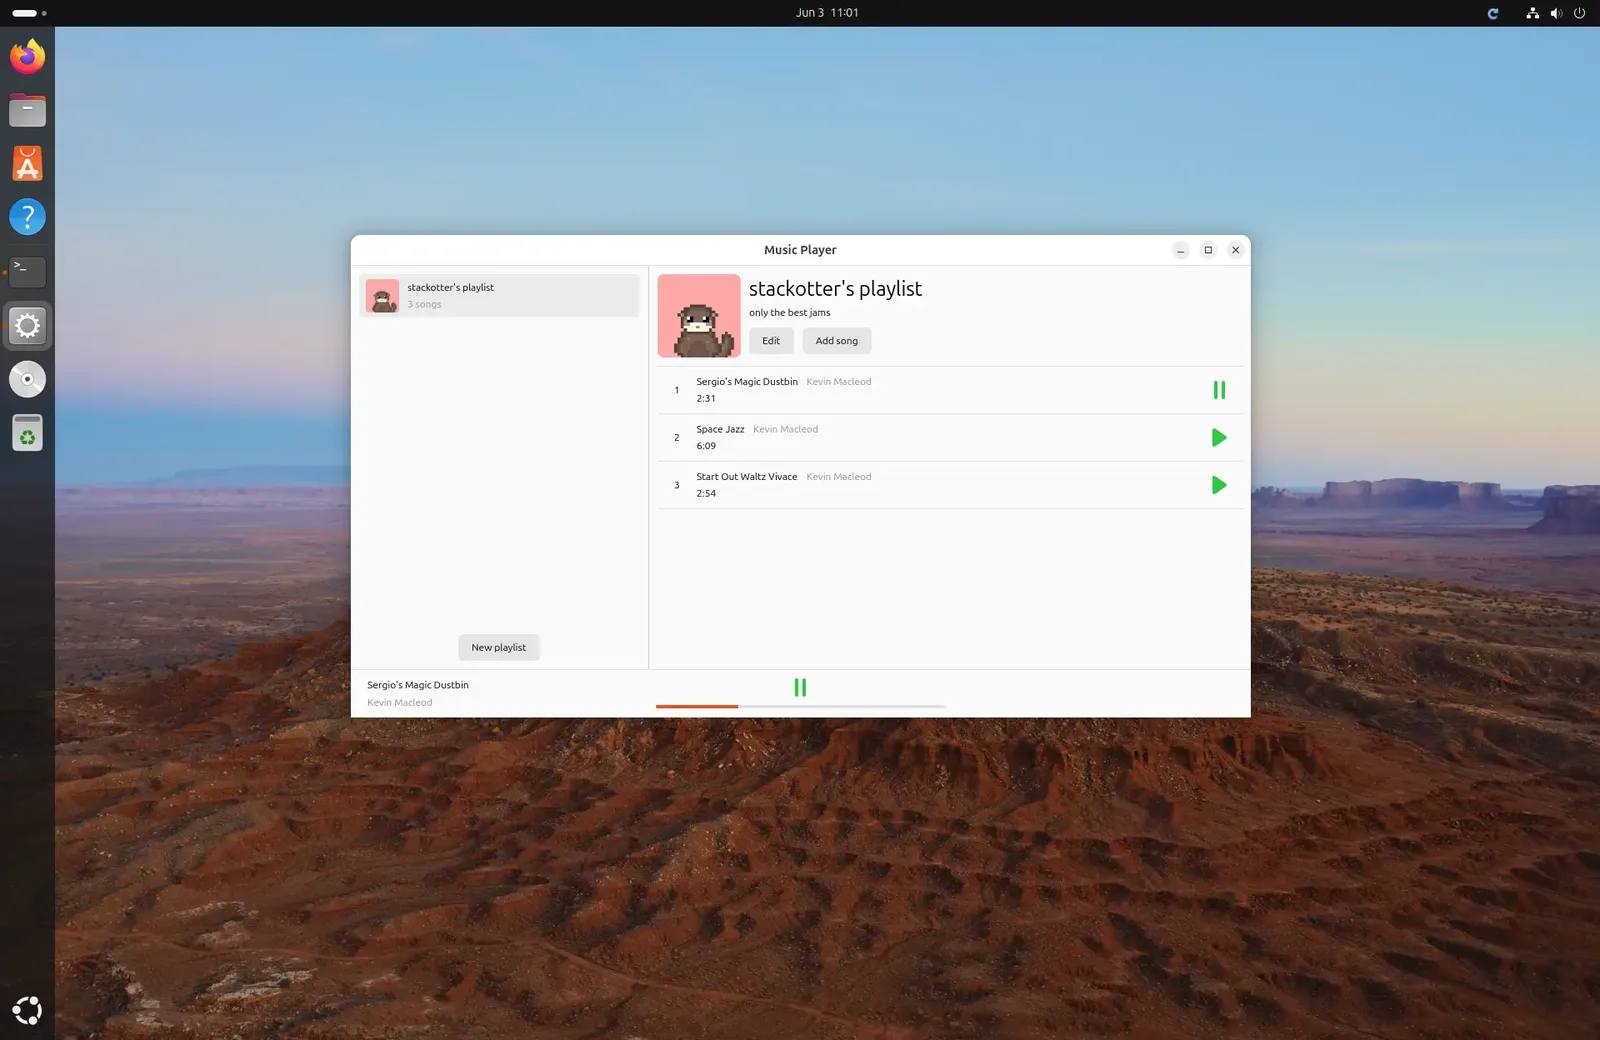 Jun 3 11:01
Music Player
stackotter's playlist
3 songs
New playlist
stackotter's playlist
only the best jams
Edit Add song
1 Sergio's Magic Dustbin Kevin Macleod
2:31
2 Space Jazz Kevin Macleod
6:09
3 Start Out Waltz Vivace Kevin Macleod
2:54
Sergio's Magic Dustbin
Kevin Macleod